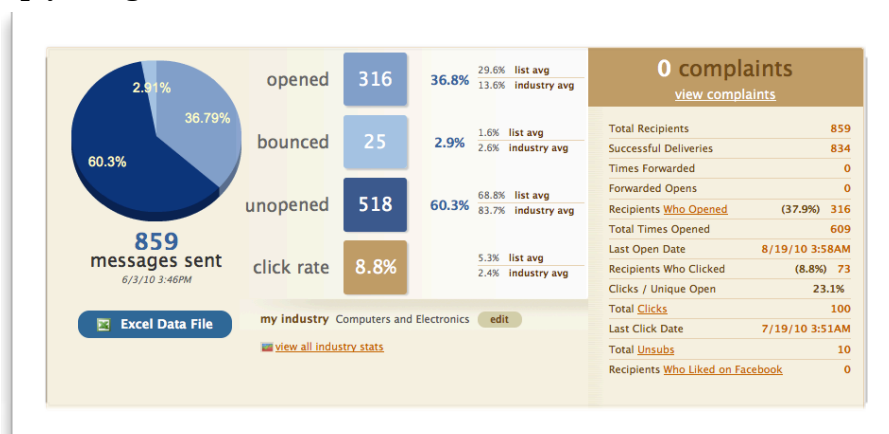 2.91%
36.79%
60.3%
859
messages sent
6/3/10 3:46PM
Excel Data File
opened 316 36.8% 29.6% list avg
13.6% industry avg
bounced 25 2.9% 1.6% list avg
2.6% industry avg
unopened 518 60.3% 68.8% list avg
83.7% industry avg
click rate 8.8% 5.3% list avg
2.4% industry avg
my industry Computers and Electronics edit
view all industry stats
0 complaints
view complaints
Total Recipients 859
Successful Deliveries 834
Times Forwarded 0
Forwarded Opens 0
Recipients Who Opened (37.9%) 316
Total Times Opened 609
Last Open Date 8/19/10 3:58AM
Recipients Who Clicked (8.8%) 73
Clicks / Unique Open 23.1%
Total Clicks 100
Last Click Date 7/19/10 3:51AM
Total Unsubs 10
Recipients Who Liked on Facebook 0